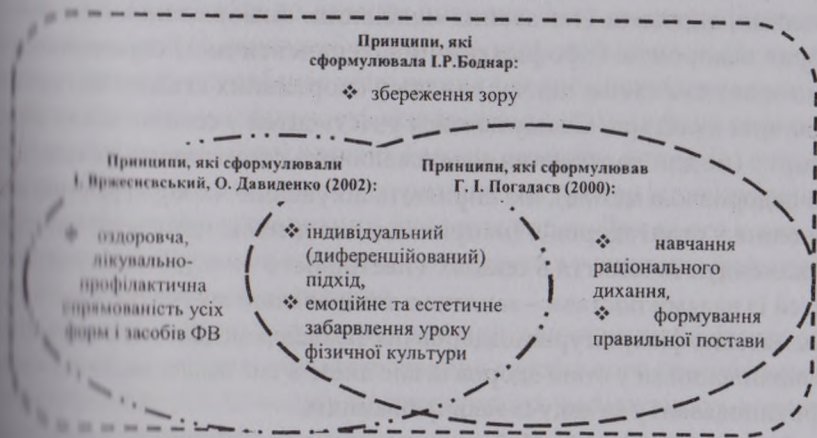 Принципи, які
сформулювала І.Р.Боднар:
❖ збереження зору
Принципи, які сформулювали
І. Вржесневський, О. Давиденко (2002):
Принципи, які сформулював
Г. І. Погадаєв (2000):
❖ оздоровча,
лікувально-
профілактична
спрямованість усіх
форм і засобів ФВ
❖ індивідуальний
(диференційований)
підхід,
❖ емоційне та естетичне
забарвлення уроку
фізичної культури
❖ навчання
раціонального
дихання,
❖ формування
правильної постави